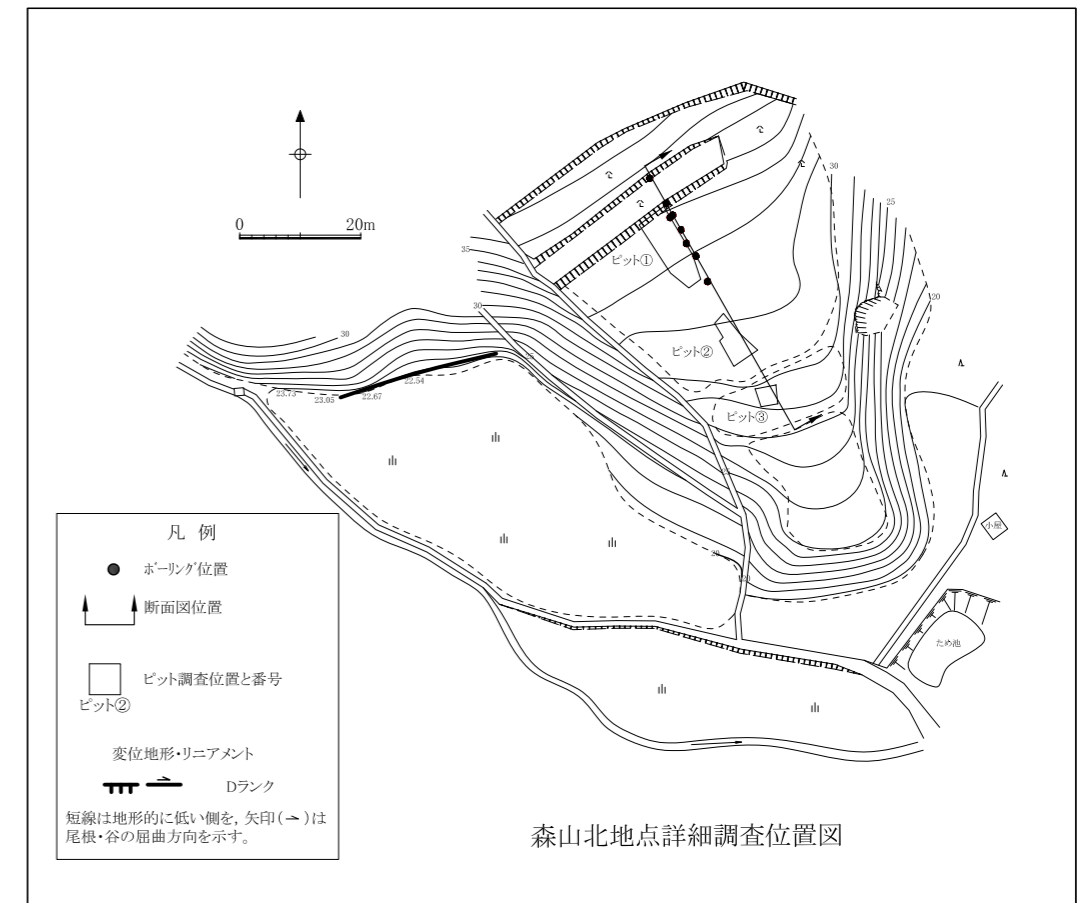 0 20m
30
25
20
35
ピット①
30
30
25
22.54
23.73
22.67
23.05
ピット②
ピット③
25
20
20
小屋
ため池
凡 例
ボーリング位置
断面図位置
ピット調査位置と番号
ピット②
変位地形・リニアメント
Dランク
短線は地形的に低い側を, 矢印(⇀)は
尾根・谷の屈曲方向を示す。
森山北地点詳細調査位置図